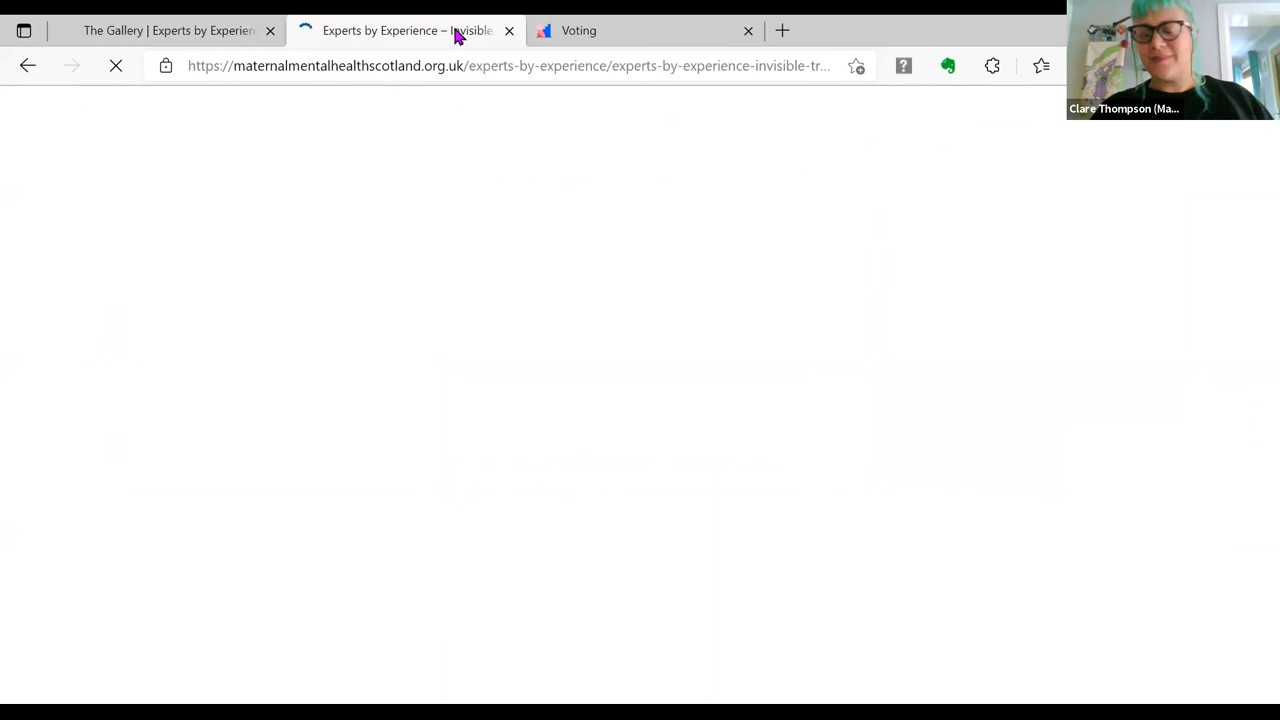 The Gallery | Experts by Experien
Experts by Experience – Invisible
Voting
https://maternalmentalhealthscotland.org.uk/experts-by-experience/experts-by-experience-invisible-tr...
Clare Thompson (Ma...